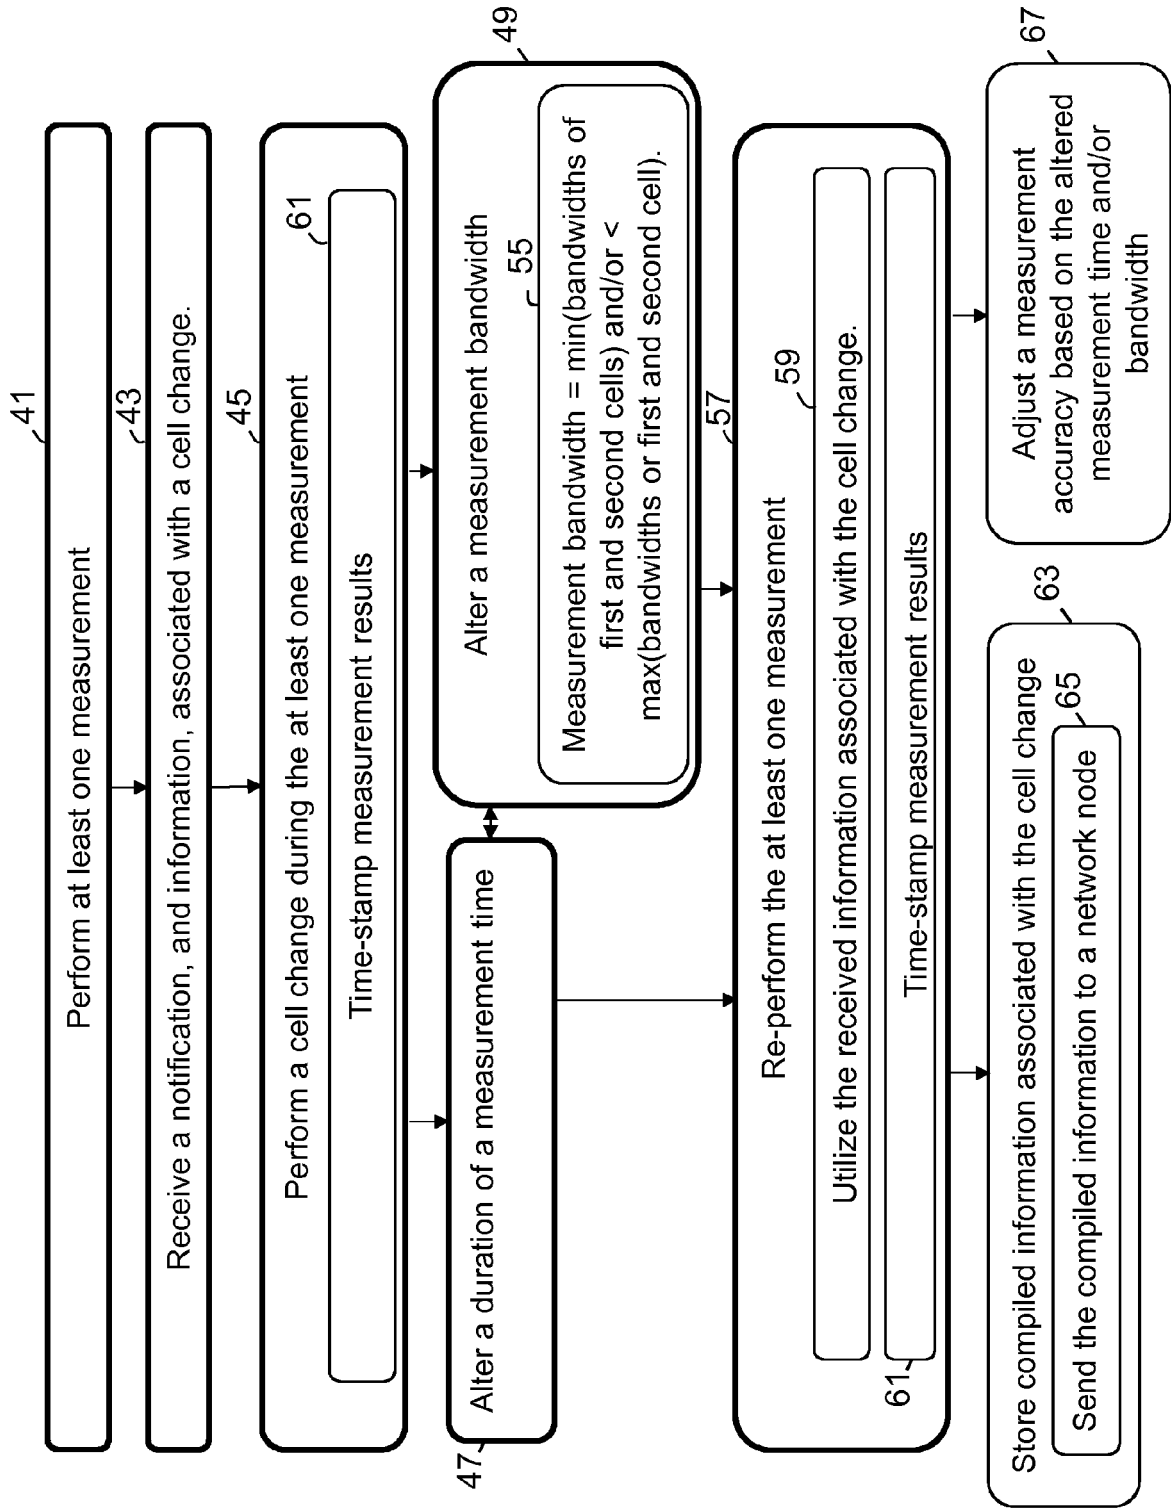 41
Perform at least one measurement
43
Receive a notification, and information, associated with a cell change.
45
Perform a cell change during the at least one measurement
61
Time-stamp measurement results
47
Alter a duration of a measurement time
49
Alter a measurement bandwidth
55
Measurement bandwidth = min(bandwidths of
first and second cells) and/or <
max(bandwidths or first and second cell).
57
Re-perform the at least one measurement
59
Utilize the received information associated with the cell change.
61
Time-stamp measurement results
63
Store compiled information associated with the cell change
65
Send the compiled information to a network node
67
Adjust a measurement
accuracy based on the altered
measurement time and/or
bandwidth